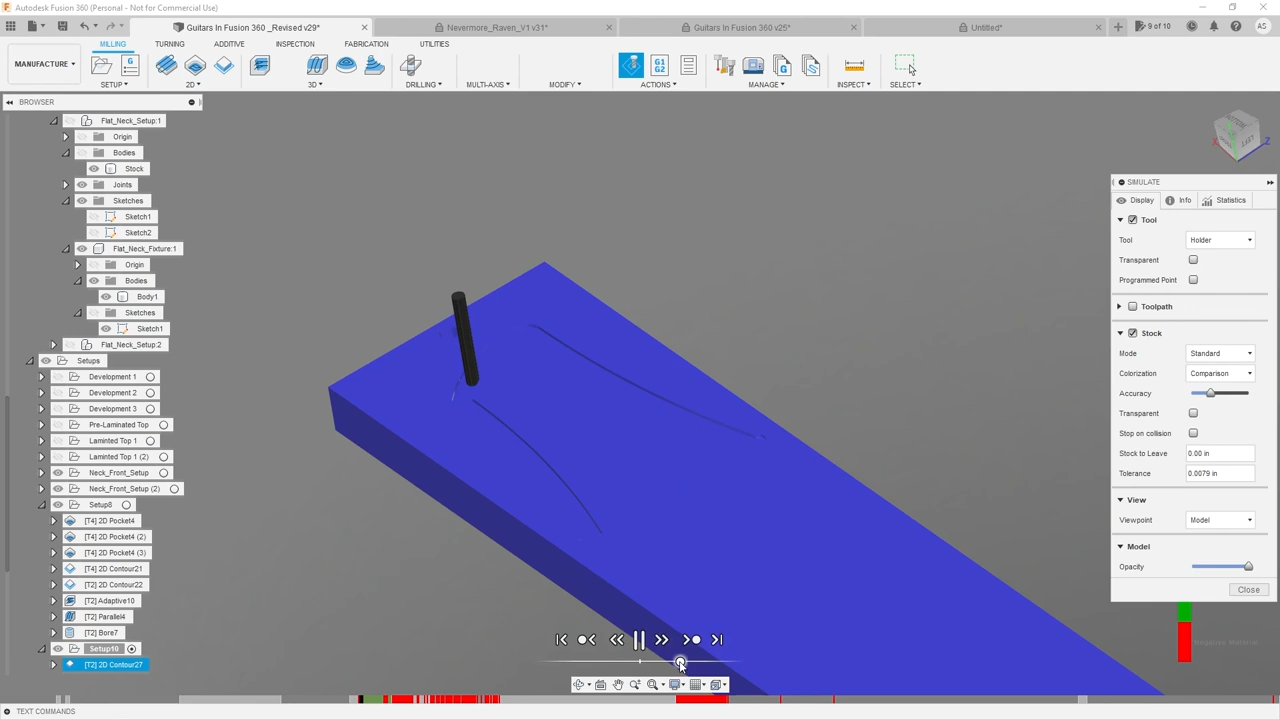 Autodesk Fusion 360 (Personal - Not for Commercial Use)
Guitars In Fusion 360 _Revised v29*
Nevermore_Raven_V1 v31*
Guitars In Fusion 360 v25*
Untitled*
9 of 10
AS
MILLING
TURNING
ADDITIVE
INSPECTION
FABRICATION
UTILITIES
MANUFACTURE
G1
G2
SETUP
2D
3D
DRILLING
MULTI-AXIS
MODIFY
ACTIONS
MANAGE
INSPECT
SELECT
BROWSER
Flat_Neck_Setup:1
Origin
Bodies
Stock
Joints
Sketches
Sketch1
Sketch2
Flat_Neck_Fixture:1
Origin
Bodies
Body1
Sketches
Sketch1
Flat_Neck_Setup:2
Setups
Development 1
Development 2
Development 3
Pre-Laminated Top
Laminted Top 1
Laminted Top 1 (2)
Neck_Front_Setup
Neck_Front_Setup (2)
Setup8
[T4] 2D Pocket4
[T4] 2D Pocket4 (2)
[T4] 2D Pocket4 (3)
[T4] 2D Contour21
[T2] 2D Contour22
[T2] Adaptive10
[T2] Parallel4
[T2] Bore7
Setup10
[T2] 2D Contour27
LEFT
X
Z
SIMULATE
Display
Info
Statistics
Tool
Tool
Holder
Transparent
Programmed Point
Toolpath
Stock
Mode
Standard
Colorization
Comparison
Accuracy
Transparent
Stop on collision
Stock to Leave
0.00 in
Tolerance
0.0079 in
View
Viewpoint
Model
Model
Opacity
Close
Negative Material
TEXT COMMANDS